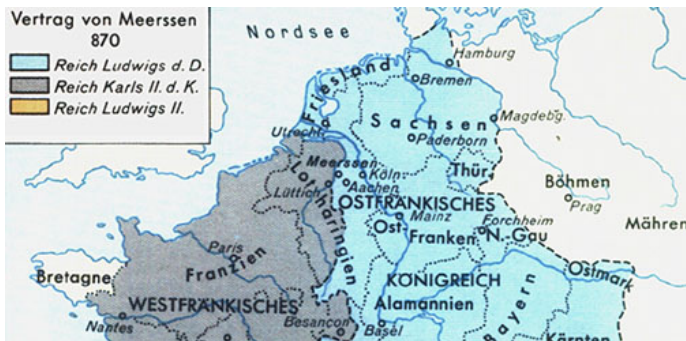 Vertrag von Meerssen
870
Reich Ludwigs d. D.
Reich Karls II. d. K.
Reich Ludwigs II.
Nordsee
Hamburg
Bremen
Friesland
Sachsen
Magdebg.
Utrecht
Paderborn
Meerssen
Köln
Thür.
Lüttich
Aachen
Lotharingien
OSTFRÄNKISCHES
Böhmen
Prag
Mainz
Ost
Franken
Forchheim
N.-Gau
Mähren
Paris
Franzien
Bretagne
KÖNIGREICH
Ostmark
WESTFRÄNKISCHES
Alamannien
Bayern
Nantes
Besançon
Basel
Kärnten